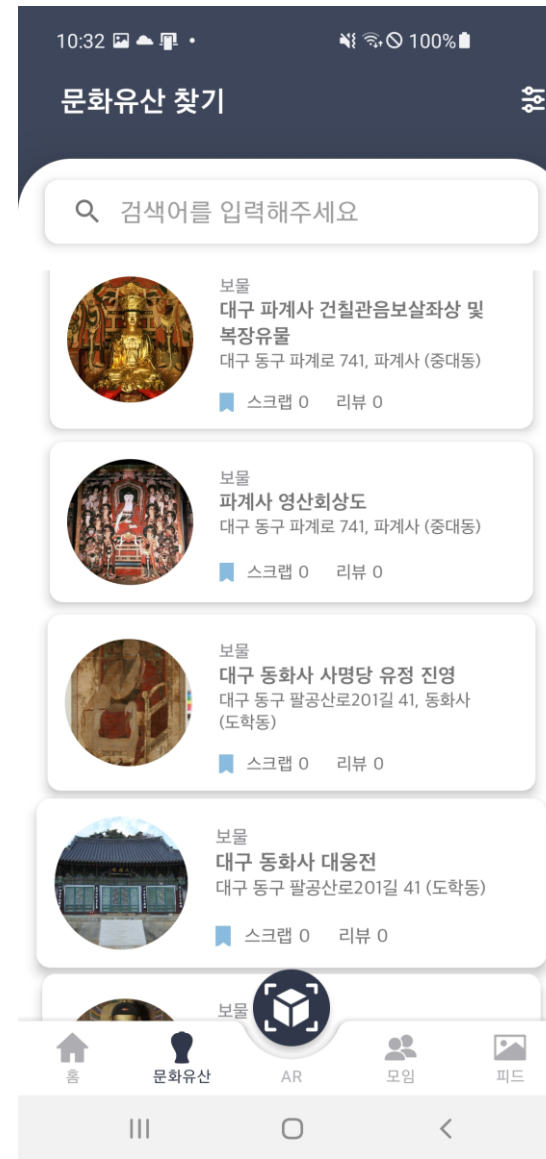 10:32
100%
문화유산 찾기
검색어를 입력해주세요
보물
대구 파계사 건칠관음보살좌상 및
복장유물
대구 동구 파계로 741, 파계사 (중대동)
스크랩 0 리뷰 0
보물
파계사 영산회상도
대구 동구 파계로 741, 파계사 (중대동)
스크랩 0 리뷰 0
보물
대구 동화사 사명당 유정 진영
대구 동구 팔공산로201길 41, 동화사
(도학동)
스크랩 0 리뷰 0
보물
대구 동화사 대웅전
대구 동구 팔공산로201길 41 (도학동)
스크랩 0 리뷰 0
보물
홈 문화유산 AR 모임 피드